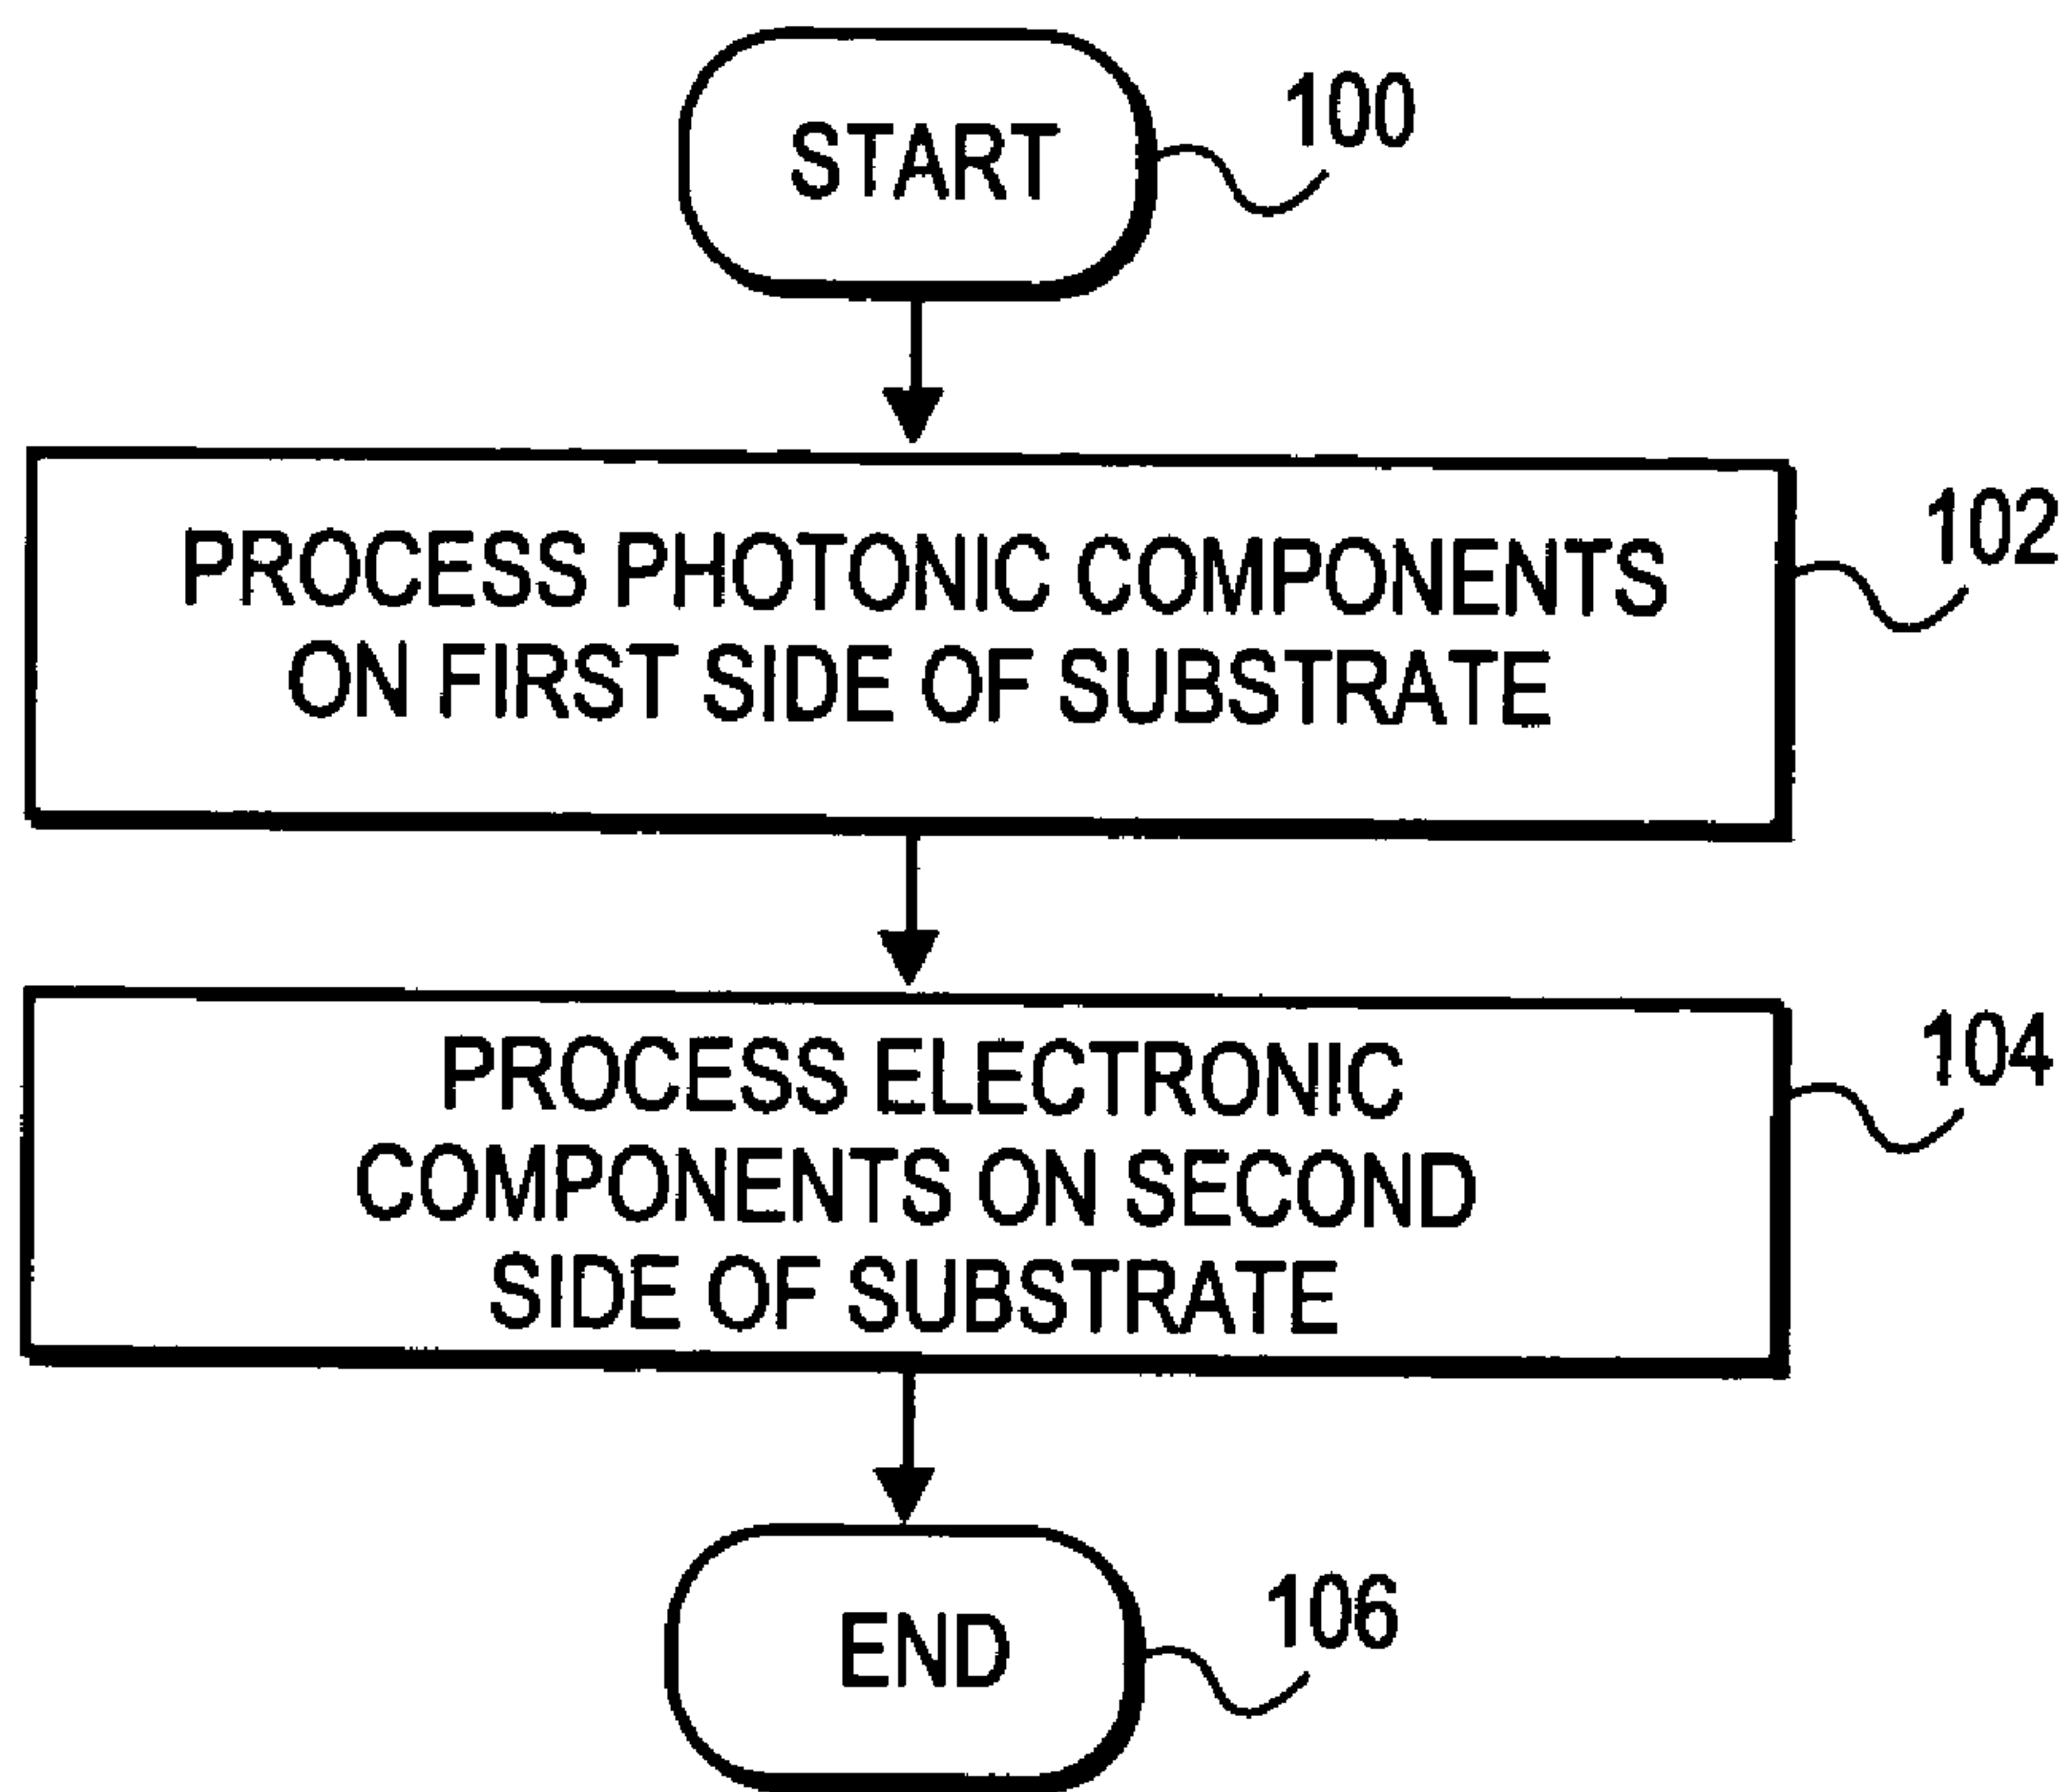 START
100
PROCESS PHOTONIC COMPONENTS
ON FIRST SIDE OF SUBSTRATE
102
PROCESS ELECTRONIC
COMPONENTS ON SECOND
SIDE OF SUBSTRATE
104
END
106